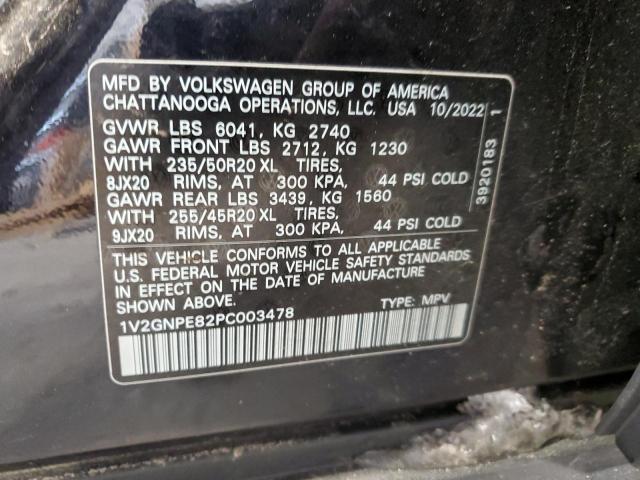 MFD BY VOLKSWAGEN GROUP OF AMERICA
CHATTANOOGA OPERATIONS, LLC. USA 10/2022
GVWR LBS 6041, KG 2740
GAWR FRONT LBS 2712, KG 1230
WITH 235/50R20 XL TIRES,
8JX20 RIMS, AT 300 KPA, 44 PSI COLD
GAWR REAR LBS 3439, KG 1560
WITH 255/45R20 XL TIRES,
9JX20 RIMS, AT 300 KPA, 44 PSI COLD
THIS VEHICLE CONFORMS TO ALL APPLICABLE
U.S. FEDERAL MOTOR VEHICLE SAFETY STANDARDS
IN EFFECT ON THE DATE OF MANUFACTURE
SHOWN ABOVE.
1V2GNPE82PC003478 TYPE: MPV
3920183 1